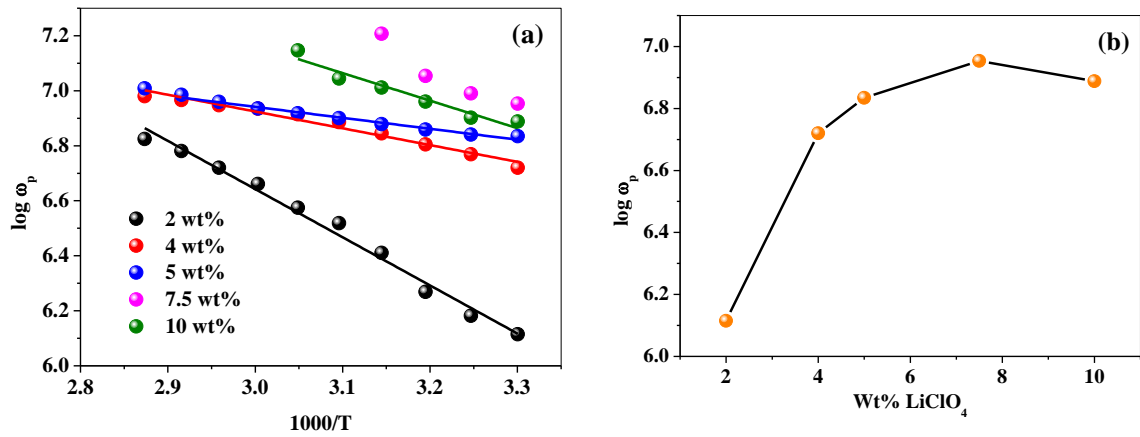 (a)
7.2
7.0
6.8
6.6
6.4
6.2
6.0
log ωp
2 wt%
4 wt%
5 wt%
7.5 wt%
10 wt%
2.8 2.9 3.0 3.1 3.2 3.3
1000/T
(b)
7.0
6.8
6.6
6.4
6.2
6.0
log ωp
2 4 6 8 10
Wt% LiClO4